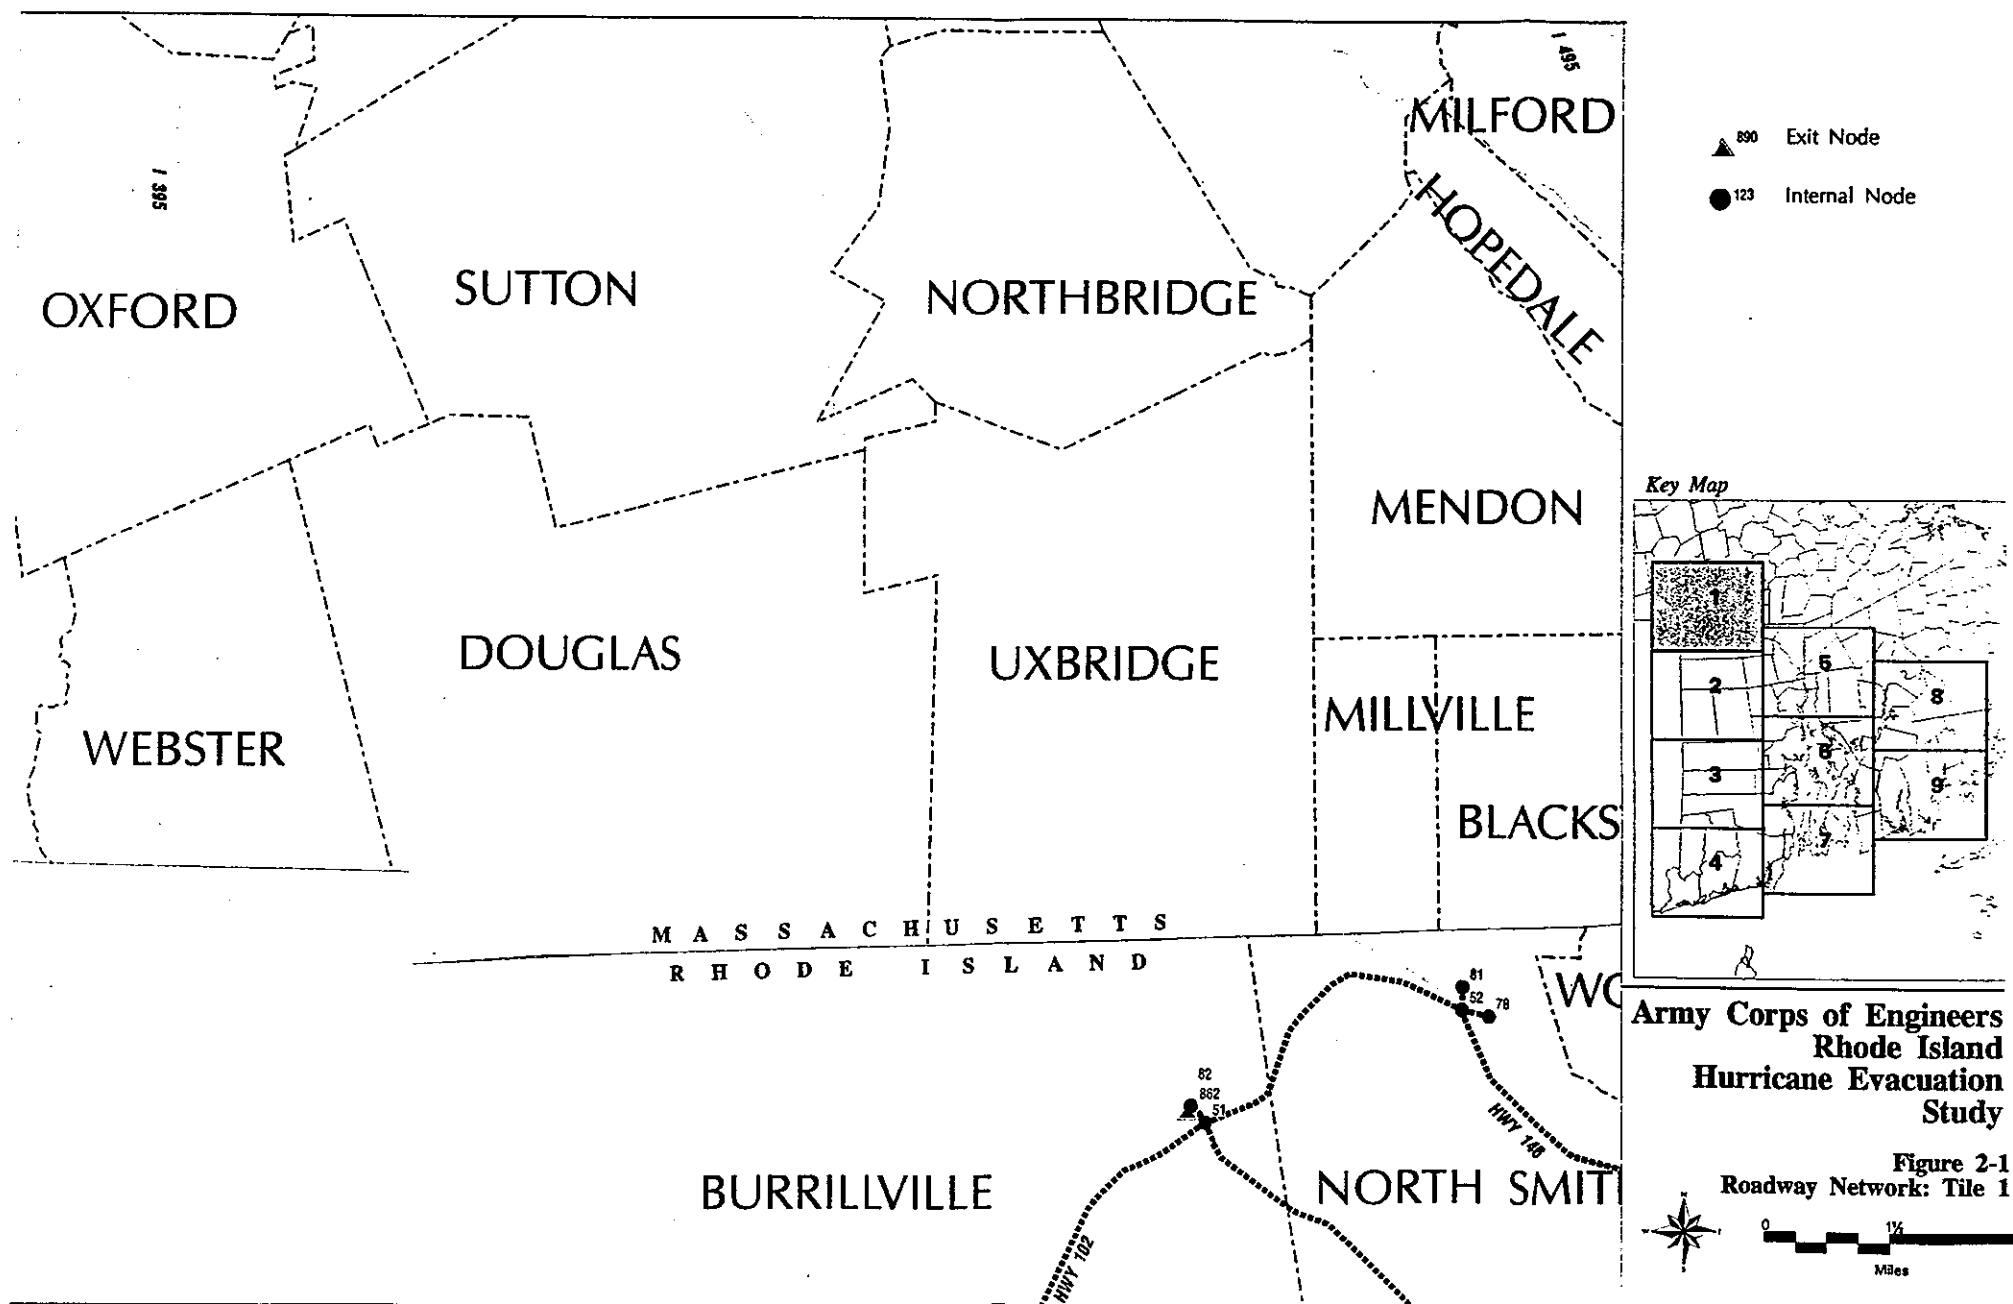 I 495
MILFORD
890 Exit Node
123 Internal Node
I 395
HOPEDALE
SUTTON
NORTHBRIDGE
OXFORD
Key Map
MENDON
1
DOUGLAS
UXBRIDGE
5
2
8
MILLVILLE
WEBSTER
6
3
9
BLACKS
7
4
MASSACHUSETTS
RHODE ISLAND
81
52
78
WO
Army Corps of Engineers
Rhode Island
Hurricane Evacuation
Study
82
862
51
HWY 146
Figure 2-1
Roadway Network: Tile 1
BURRILLVILLE
NORTH SMIT
HWY 102
0 1½
Miles